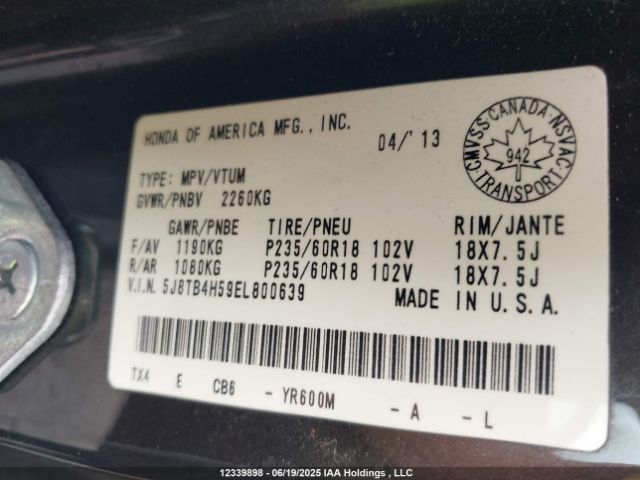 HONDA OF AMERICA MFG., INC.
04/'13
CMVSS CANADA NSVAC
942
TRANSPORT
TYPE: MPV/VTUM
GVWR/PNBV 2260KG
GAWR/PNBE TIRE/PNEU RIM/JANTE
F/AV 1190KG P235/60R18 102V 18X7.5J
R/AR 1080KG P235/60R18 102V 18X7.5J
V.I.N. 5J8TB4H59EL800639 MADE IN U.S.A.
TX4 E CB6 - YR600M - A - L
12339898 - 06/19/2025 IAA Holdings , LLC